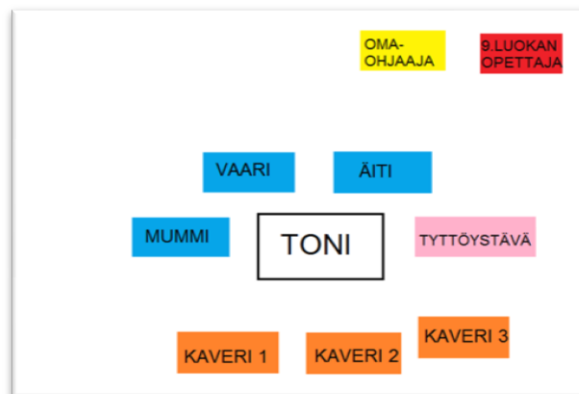 OMA-
OHJAAJA
9.LUOKAN
OPETTAJA
VAARI
ÄITI
MUMMI
TONI
TYTTÖYSTÄVÄ
KAVERI 1
KAVERI 2
KAVERI 3